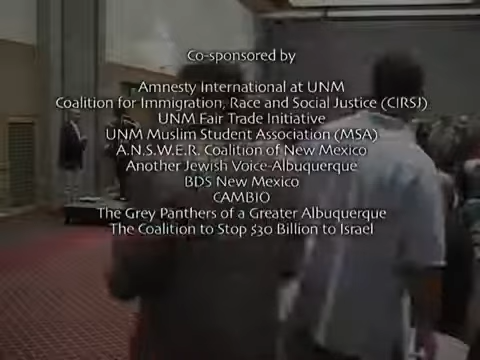 Co-sponsored by
Amnesty International at UNM
Coalition for Immigration, Race and Social Justice (CIRSJ)
UNM Fair Trade Initiative
UNM Muslim Student Association (MSA)
A.N.S.W.E.R. Coalition of New Mexico
Another Jewish Voice-Albuquerque
BDS New Mexico
CAMBIO
The Grey Panthers of a Greater Albuquerque
The Coalition to Stop $30 Billion to Israel